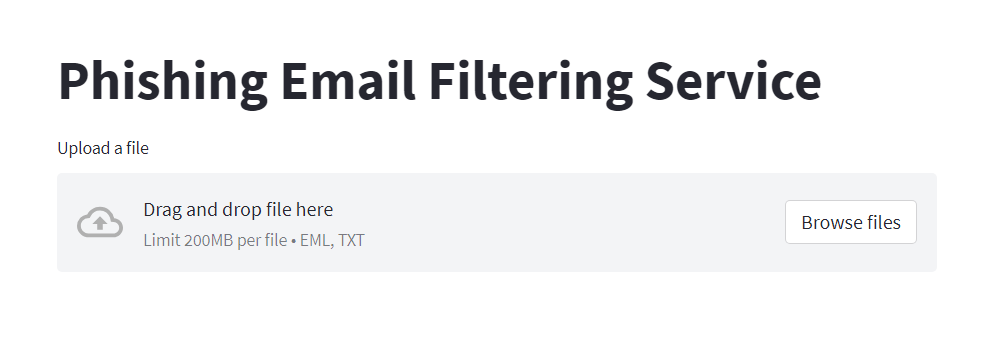 Phishing Email Filtering Service
Upload a file
Drag and drop file here
Limit 200MB per file • EML, TXT
Browse files